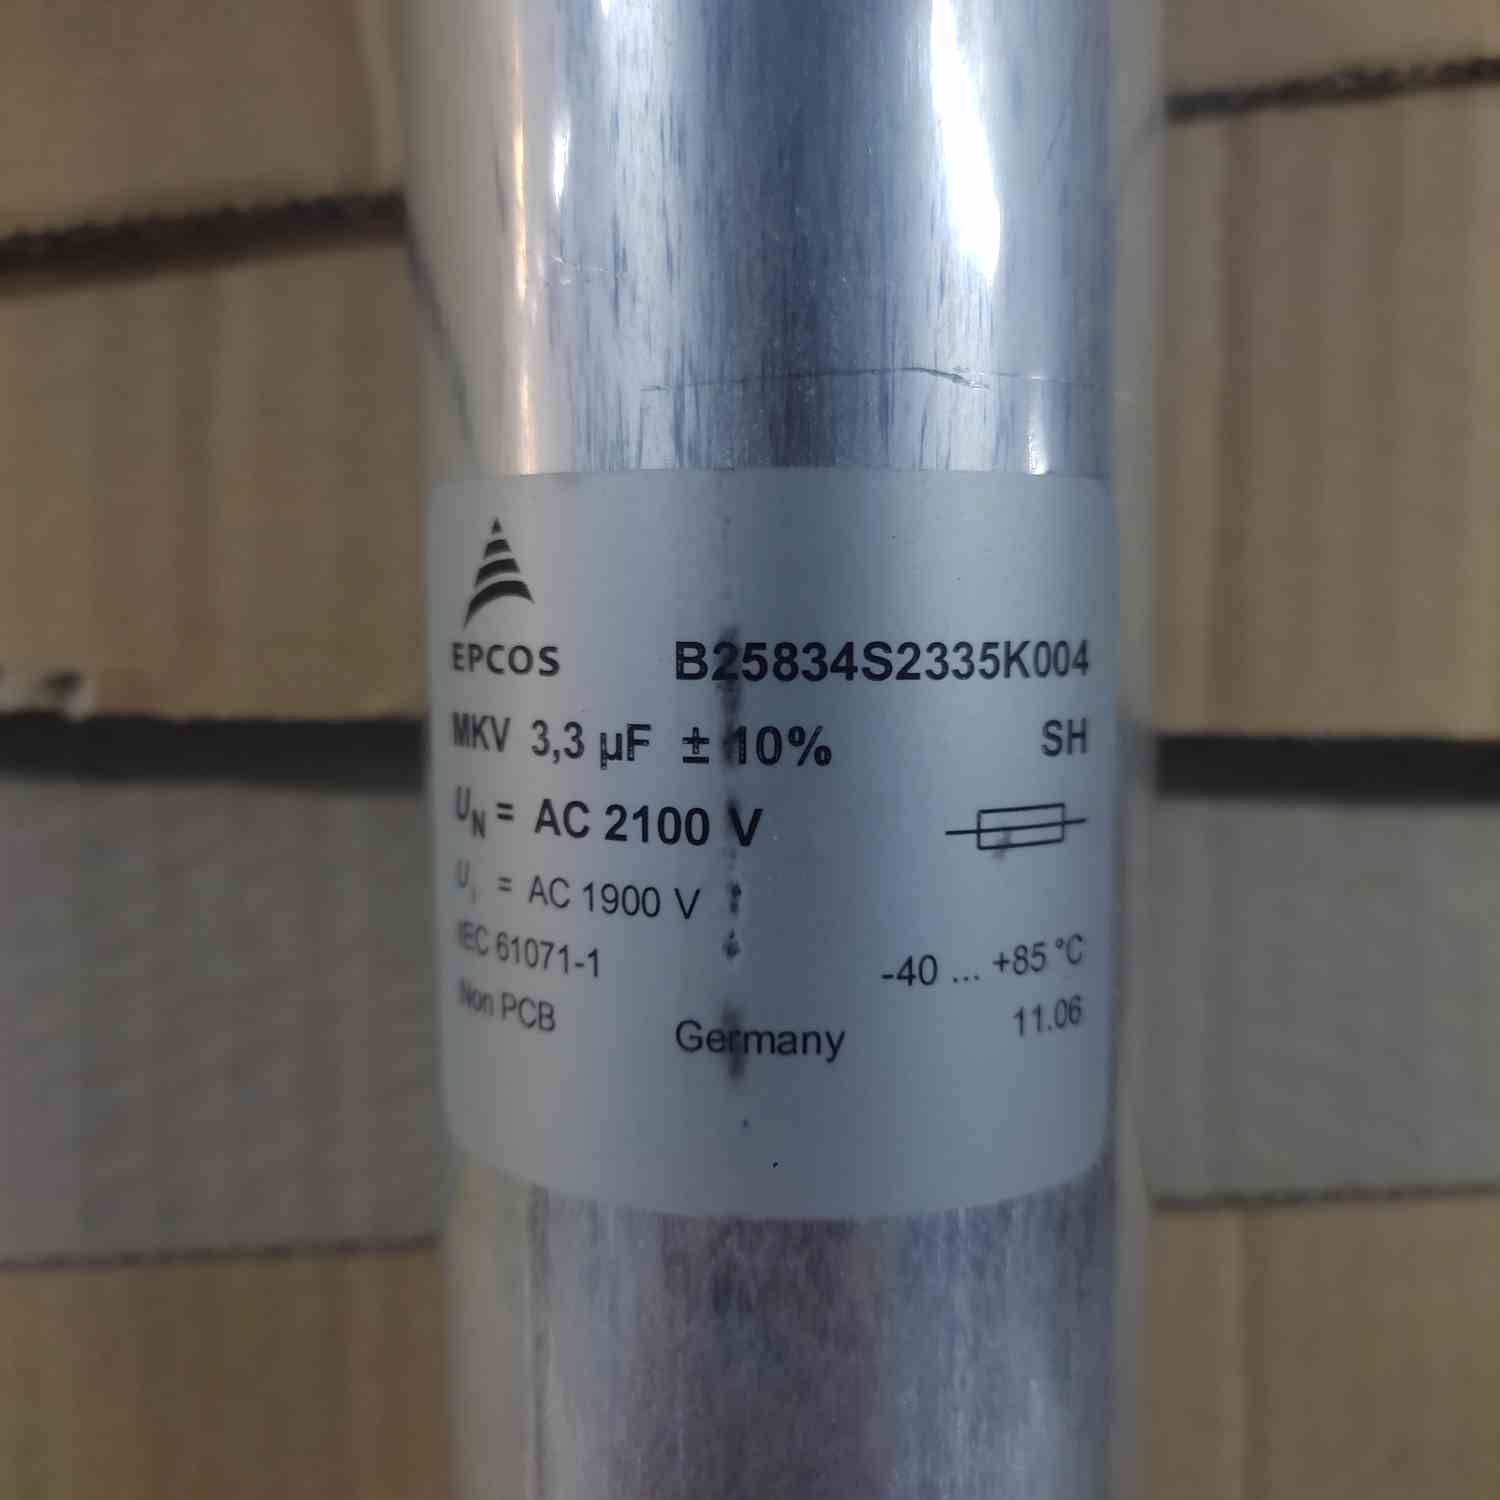 EPCOS B25834S2335K004
MKV 3,3 µF ± 10% SH
UN = AC 2100 V
Ui = AC 1900 V
IEC 61071-1 -40 ... +85 °C
Non PCB 11.06
Germany